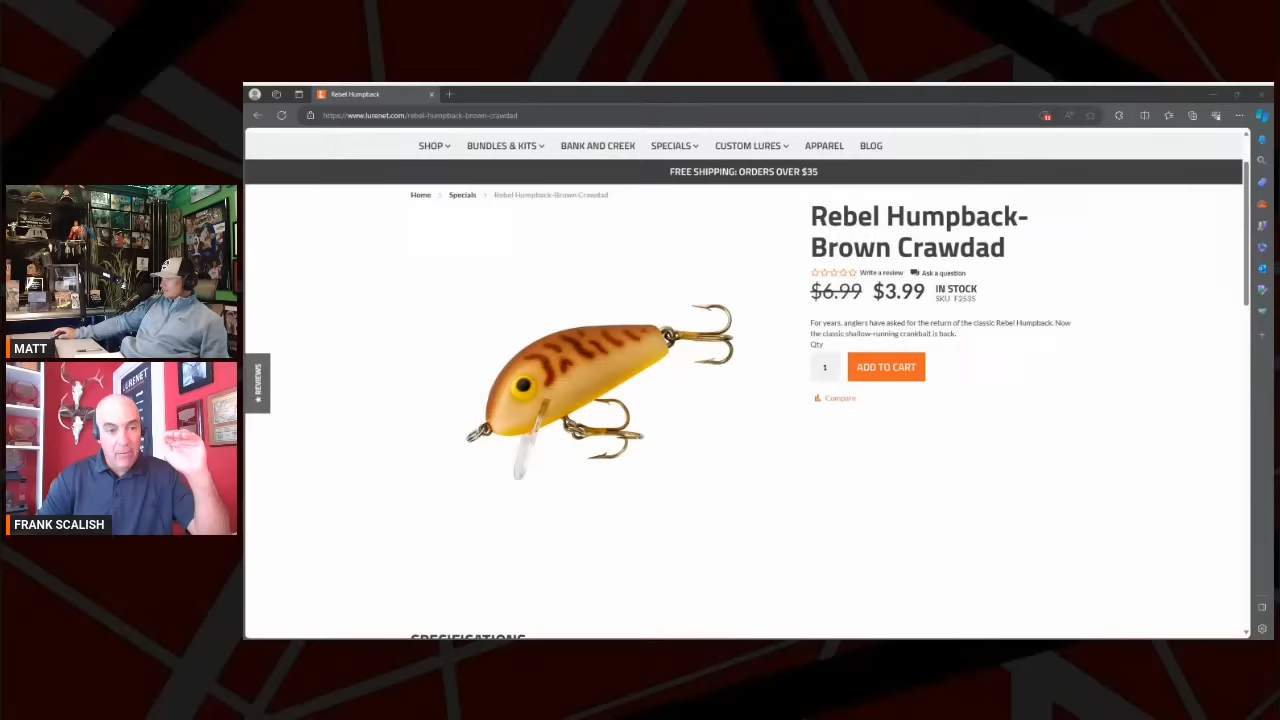 Rebel Humpback
https://www.lurenet.com/rebel-humpback-brown-crawdad
SHOP
BUNDLES & KITS
BANK AND CREEK
SPECIALS
CUSTOM LURES
APPAREL
BLOG
FREE SHIPPING: ORDERS OVER $35
Home
Specials
Rebel Humpback-Brown Crawdad
Rebel Humpback-
Brown Crawdad
Write a review
Ask a question
$6.99 $3.99 IN STOCK
SKU F2535
For years, anglers have asked for the return of the classic Rebel Humpback. Now
the classic shallow-running crankbait is back.
Qty
1
ADD TO CART
Compare
★ REVIEWS
SPECIFICATIONS
MATT
LURENET
FRANK SCALISH